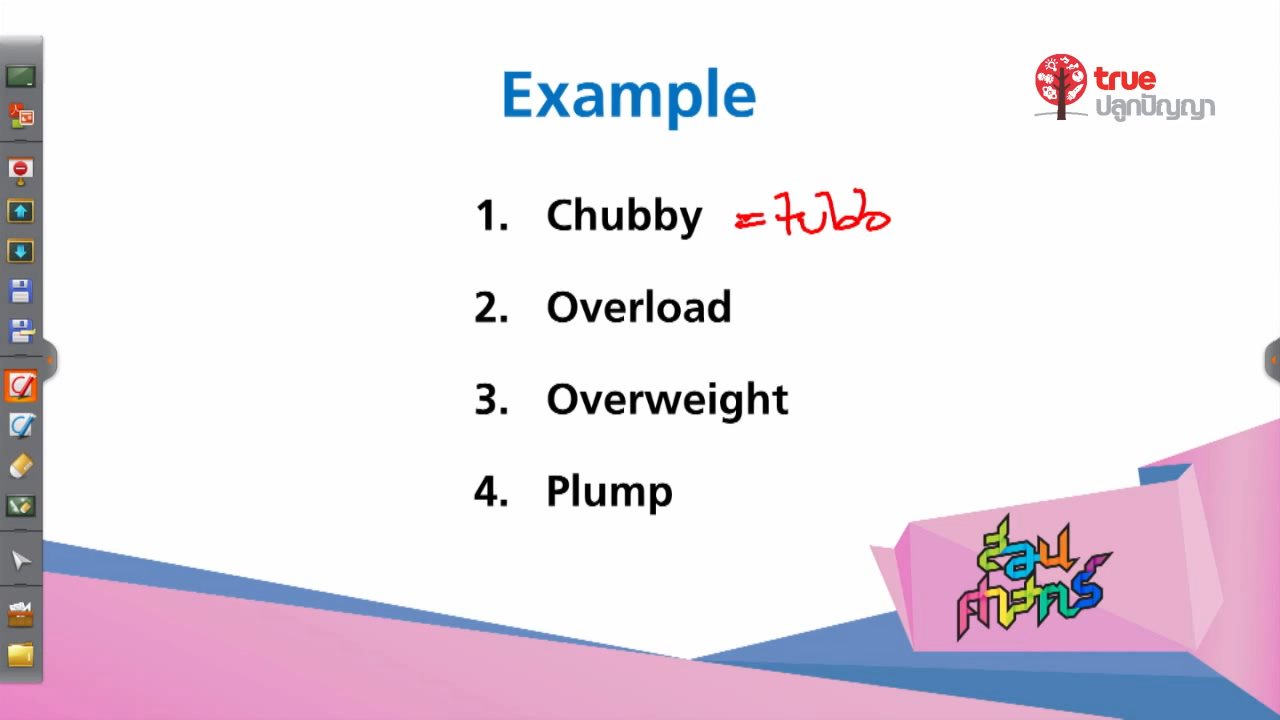 Example
true
ปลูกปัญญา
1. Chubby =
2. Overload
3. Overweight
4. Plump
สอน
ศาสตร์